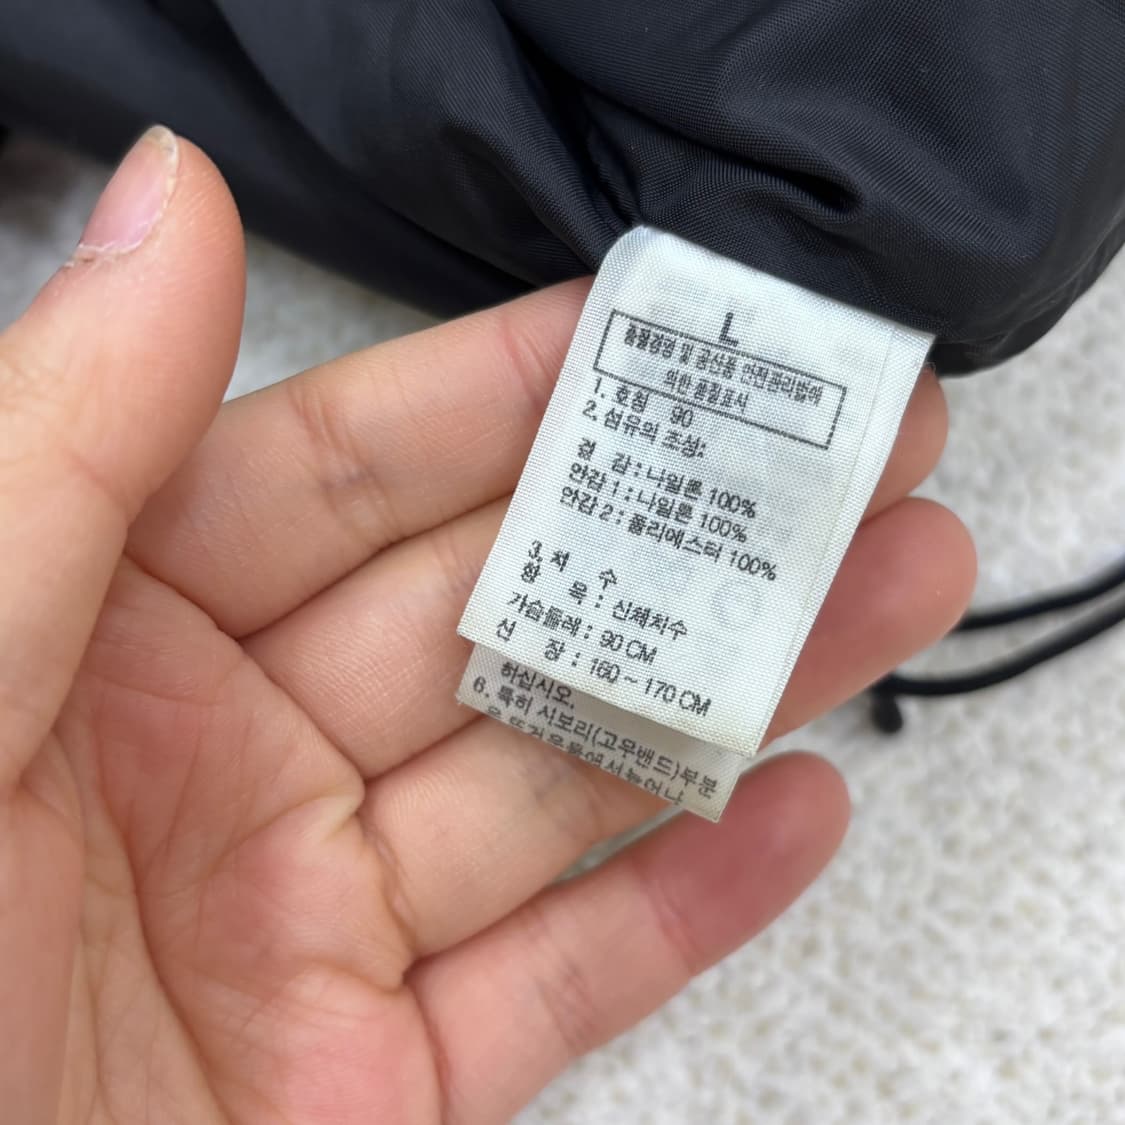 L
품질경영 및 공산품 안전관리법에
의한 품질표시
1. 호칭 90
2. 섬유의 조성:
겉 감 : 나일론 100%
안감 1 : 나일론 100%
안감 2 : 폴리에스터 100%
3. 치 수
항 목 : 신체치수
가슴둘레 : 90 CM
신 장 : 160 ~ 170 CM
하십시오.
6. 특히 시보리(고무밴드)부분